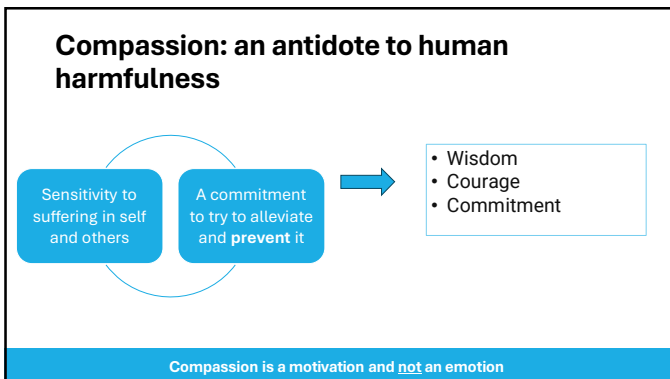 Compassion: an antidote to human
harmfulness
Sensitivity to
suffering in self
and others
A commitment
to try to alleviate
and prevent it
• Wisdom
• Courage
• Commitment
Compassion is a motivation and not an emotion